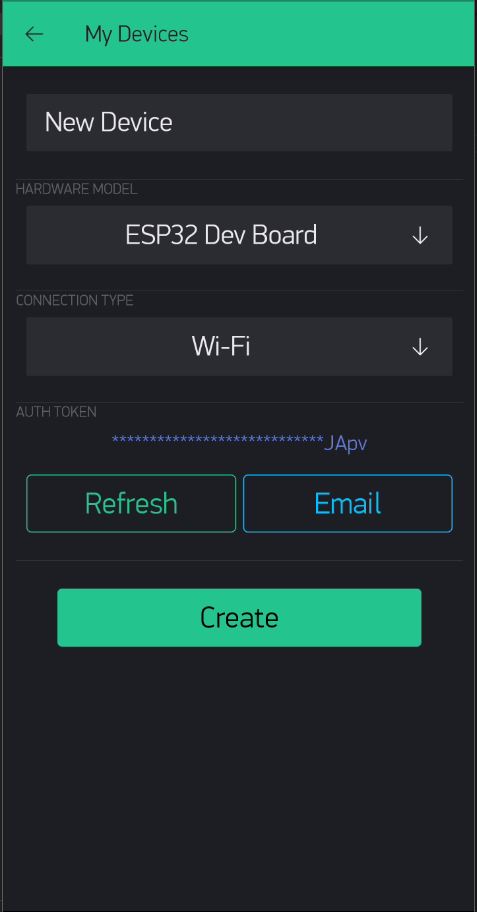 My Devices
New Device
HARDWARE MODEL
ESP32 Dev Board
CONNECTION TYPE
Wi-Fi
AUTH TOKEN
****************************JApv
Refresh Email
Create